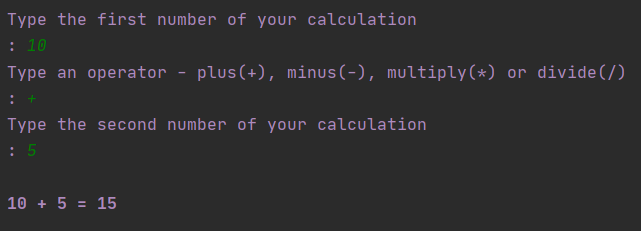 Type the first number of your calculation
: 10
Type an operator - plus(+), minus(-), multiply(*) or divide(/)
: +
Type the second number of your calculation
: 5
10 + 5 = 15